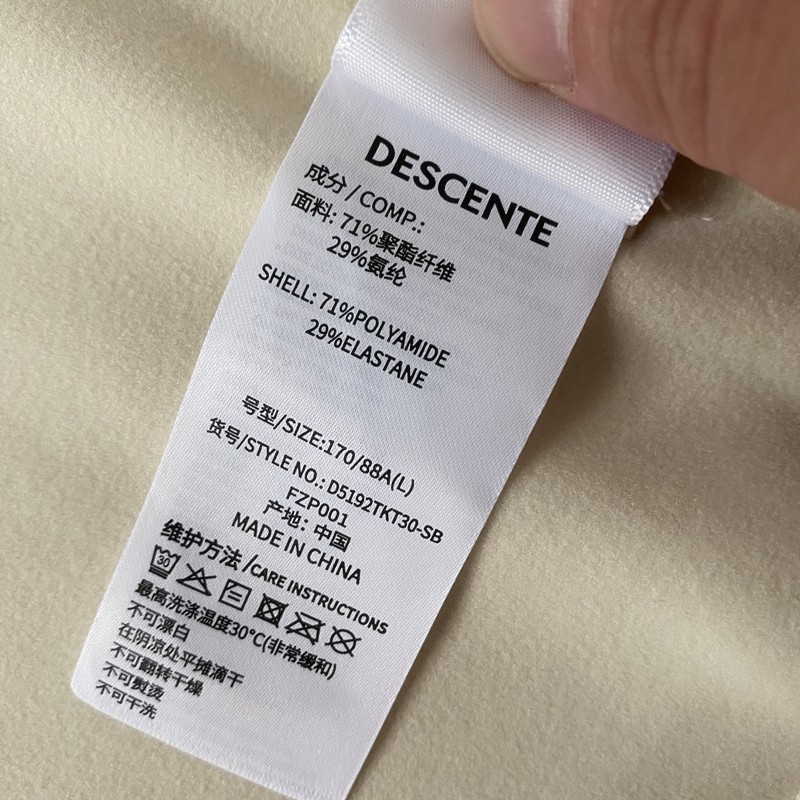 DESCENTE
成分 / COMP.:
面料: 71%聚酯纤维
29%氨纶
SHELL: 71%POLYAMIDE
29%ELASTANE
号型/SIZE:170/88A(L)
货号/STYLE NO.: D5192TKT30-SB
FZP001
产地: 中国
MADE IN CHINA
维护方法 /CARE INSTRUCTIONS
30
最高洗涤温度30°C(非常缓和)
不可漂白
在阴凉处平摊滴干
不可翻转干燥
不可熨烫
不可干洗